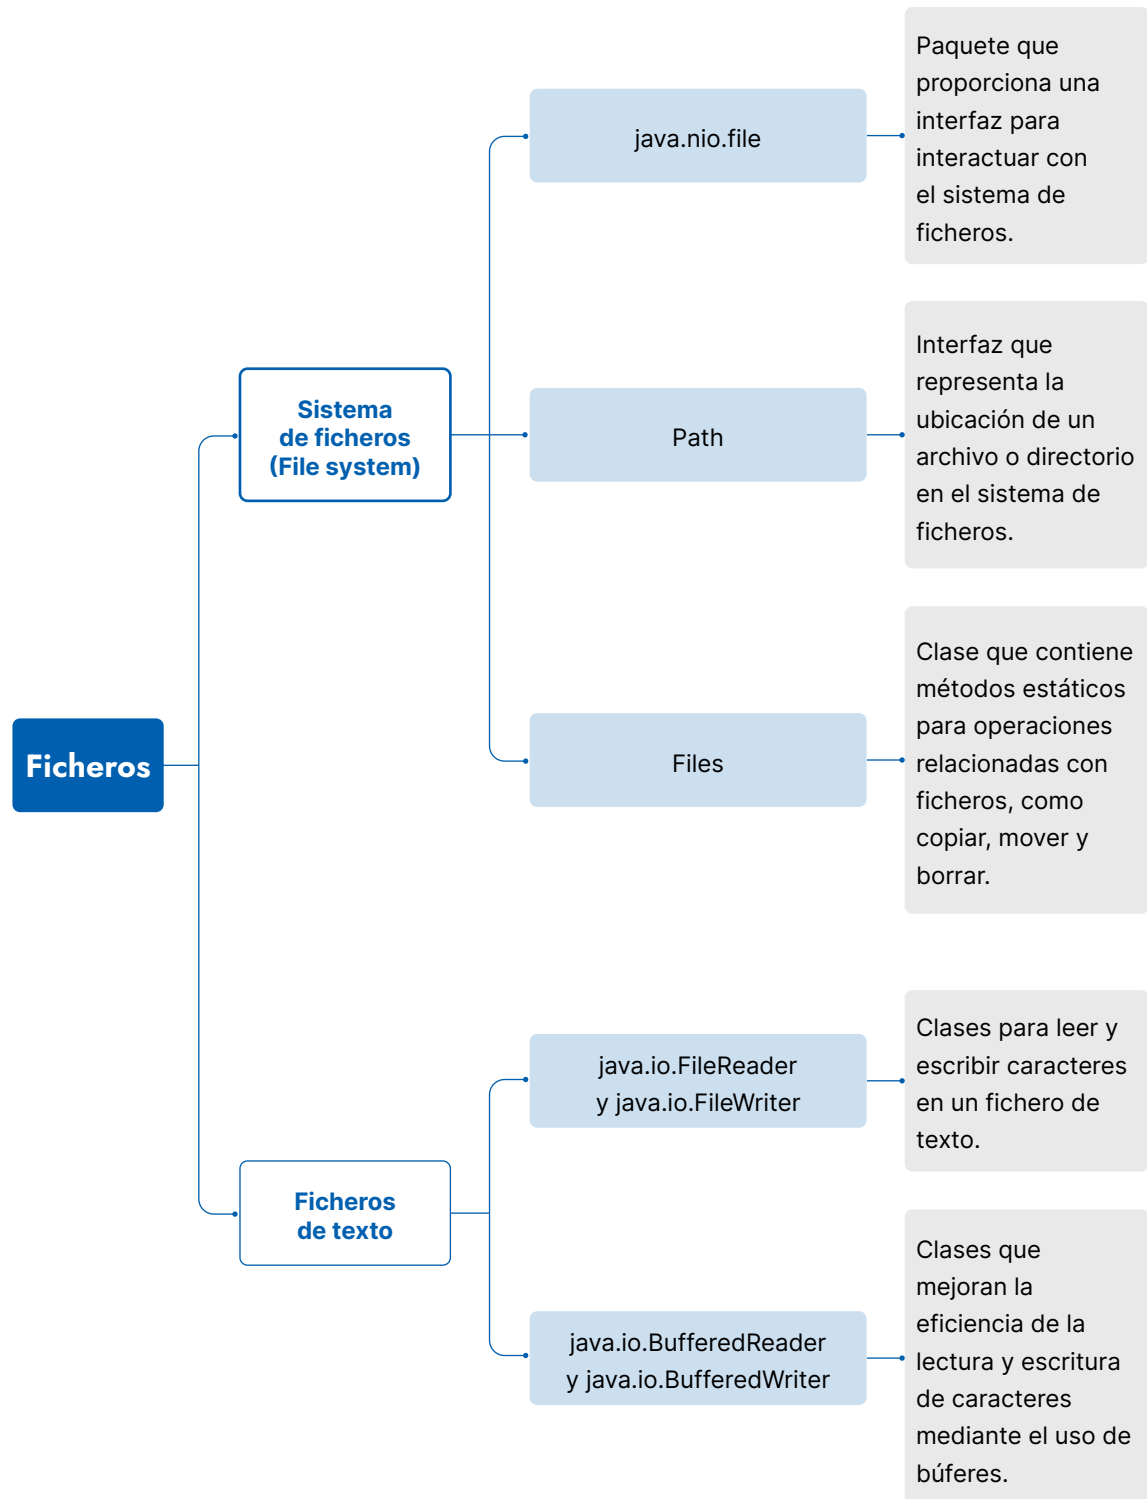 Ficheros
Sistema
de ficheros
(File system)
java.nio.file
Paquete que
proporciona una
interfaz para
interactuar con
el sistema de
ficheros.
Path
Interfaz que
representa la
ubicación de un
archivo o directorio
en el sistema de
ficheros.
Files
Clase que contiene
métodos estáticos
para operaciones
relacionadas con
ficheros, como
copiar, mover y
borrar.
Ficheros
de texto
java.io.FileReader
y java.io.FileWriter
Clases para leer y
escribir caracteres
en un fichero de
texto.
java.io.BufferedReader
y java.io.BufferedWriter
Clases que
mejoran la
eficiencia de la
lectura y escritura
de caracteres
mediante el uso de
búferes.